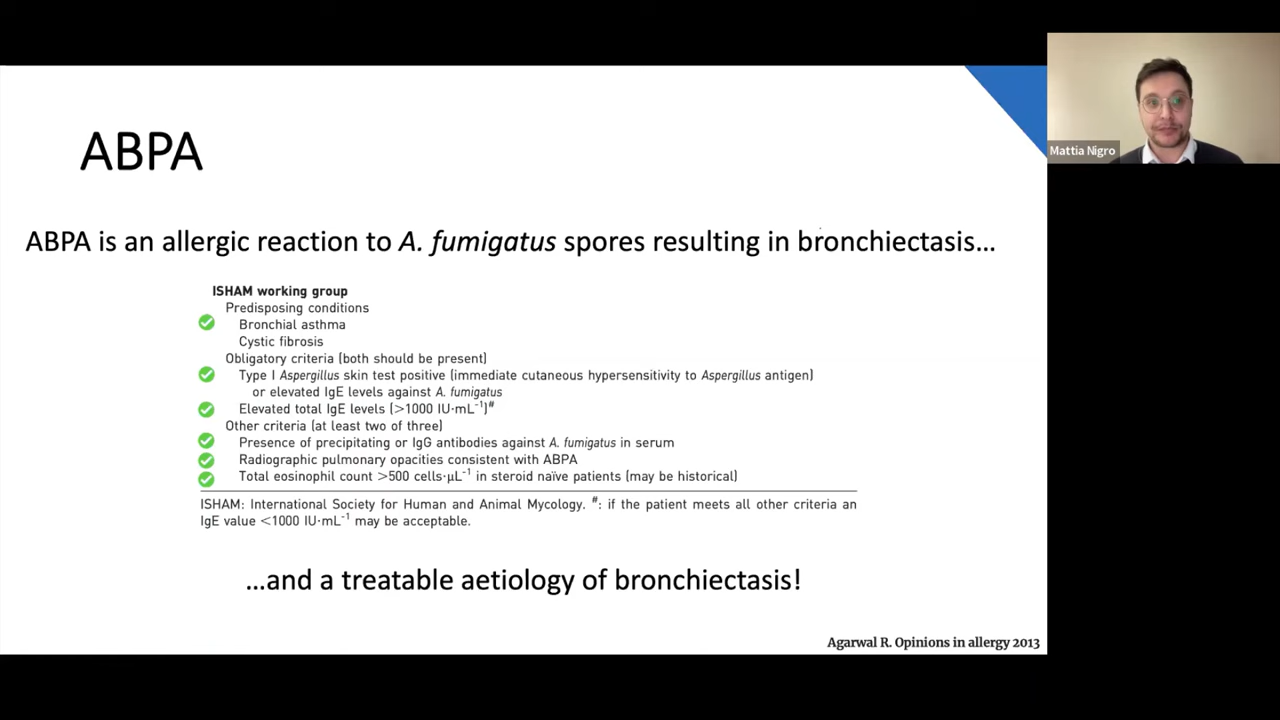 ABPA
ABPA is an allergic reaction to A. fumigatus spores resulting in bronchiectasis...
ISHAM working group
Predisposing conditions
Bronchial asthma
Cystic fibrosis
Obligatory criteria (both should be present)
Type I Aspergillus skin test positive (immediate cutaneous hypersensitivity to Aspergillus antigen)
or elevated IgE levels against A. fumigatus
Elevated total IgE levels (>1000 IU·mL⁻¹)#
Other criteria (at least two of three)
Presence of precipitating or IgG antibodies against A. fumigatus in serum
Radiographic pulmonary opacities consistent with ABPA
Total eosinophil count >500 cells·µL⁻¹ in steroid naïve patients (may be historical)
ISHAM: International Society for Human and Animal Mycology. #: if the patient meets all other criteria an
IgE value <1000 IU·mL⁻¹ may be acceptable.
...and a treatable aetiology of bronchiectasis!
Agarwal R. Opinions in allergy 2013
Mattia Nigro